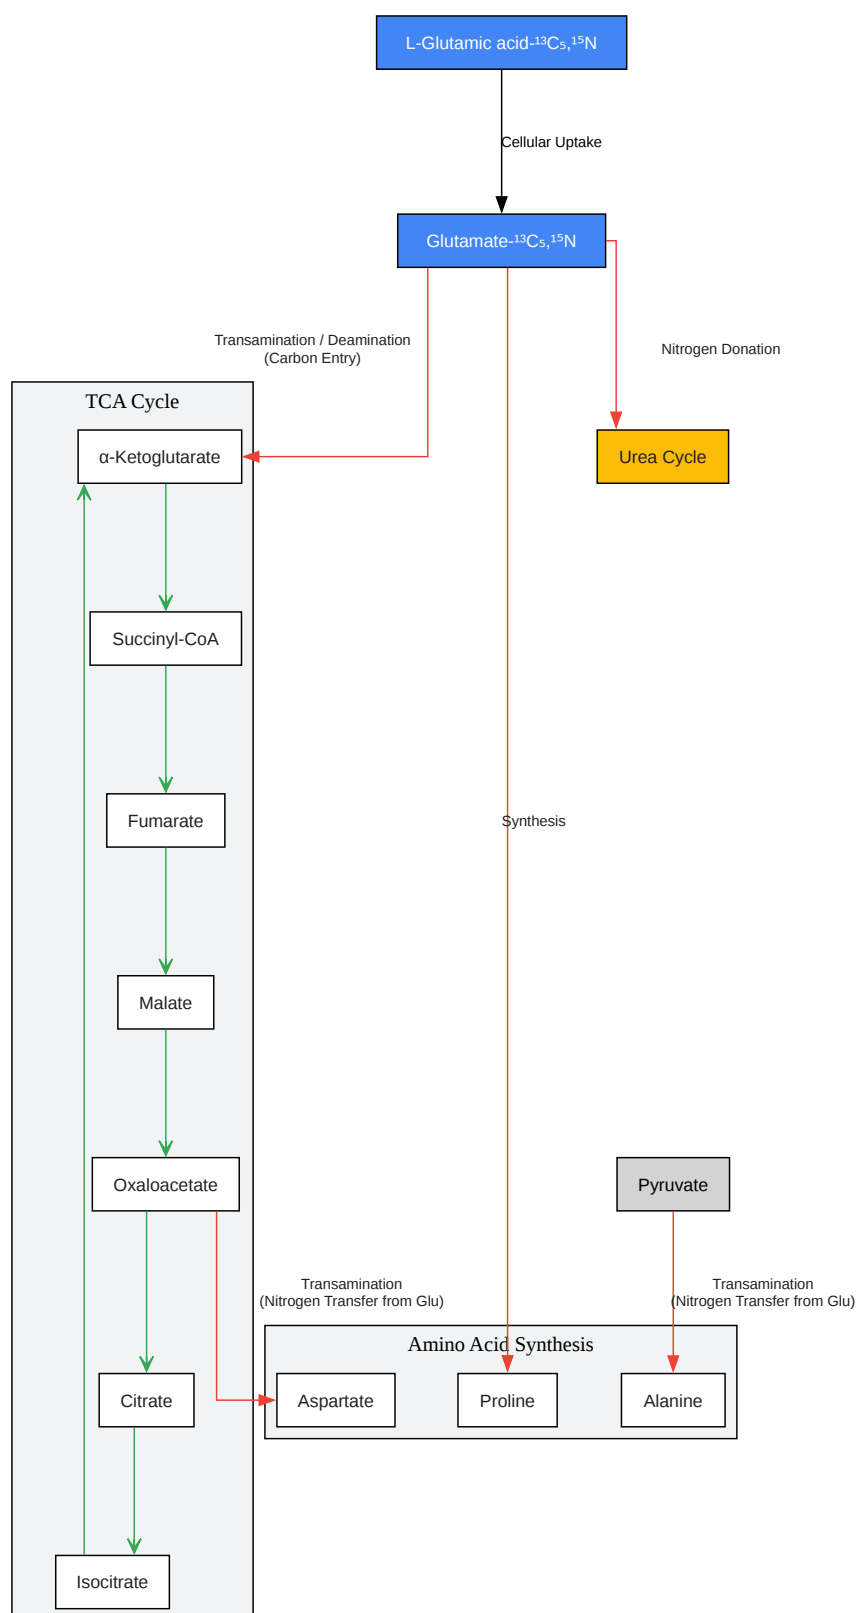 L-Glutamic acid-¹³C₅,¹⁵N
Cellular Uptake
Glutamate-¹³C₅,¹⁵N
Transamination / Deamination
(Carbon Entry)
Nitrogen Donation
TCA Cycle
α-Ketoglutarate
Urea Cycle
Succinyl-CoA
Fumarate
Synthesis
Malate
Oxaloacetate
Pyruvate
Transamination
(Nitrogen Transfer from Glu)
Transamination
(Nitrogen Transfer from Glu)
Amino Acid Synthesis
Citrate
Aspartate
Proline
Alanine
Isocitrate